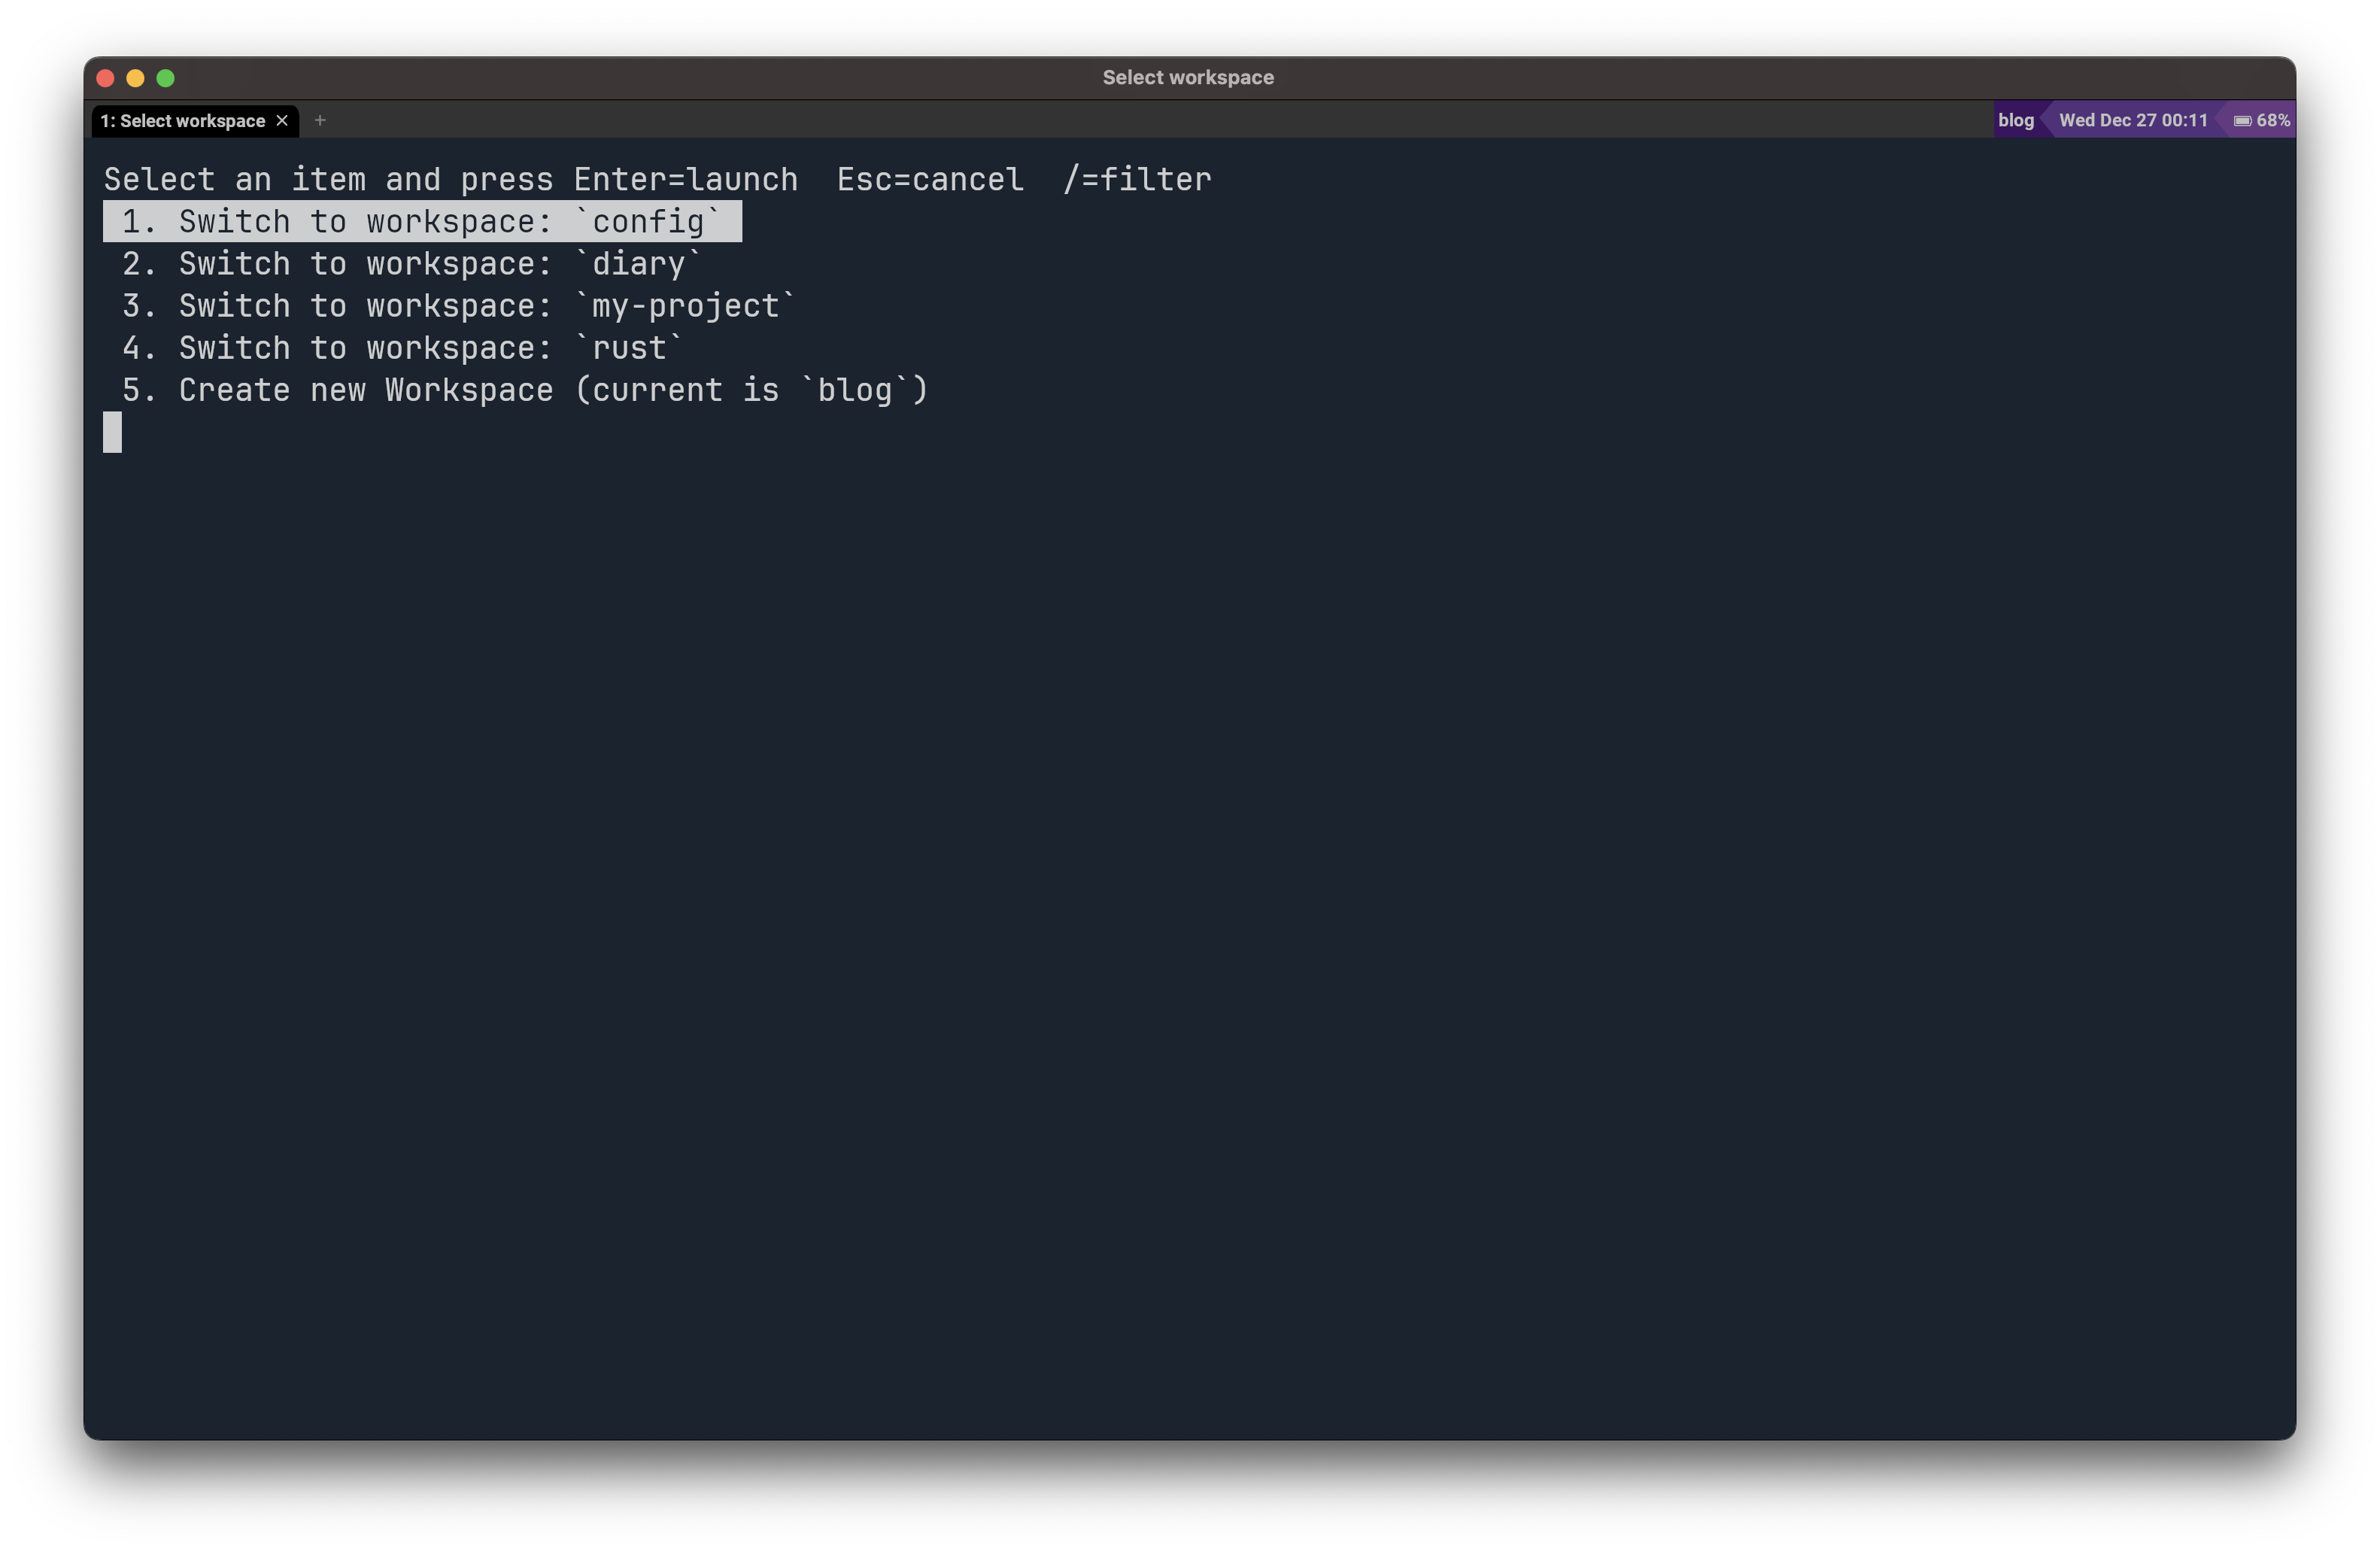 Select workspace
1: Select workspace ✕ +
blog Wed Dec 27 00:11 68%
Select an item and press Enter=launch  Esc=cancel  /=filter
1. Switch to workspace: `config`
2. Switch to workspace: `diary`
3. Switch to workspace: `my-project`
4. Switch to workspace: `rust`
5. Create new Workspace (current is `blog`)